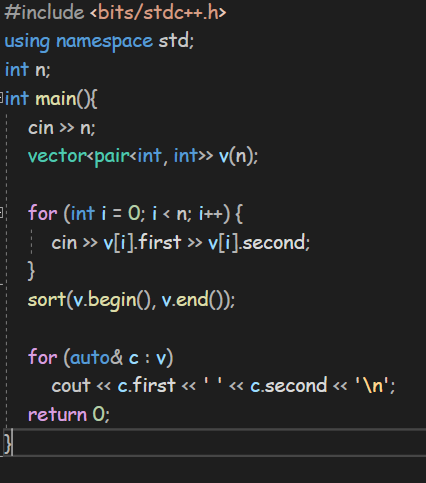 #include <bits/stdc++.h>
using namespace std;
int n;
int main(){
cin >> n;
vector<pair<int, int>> v(n);
for (int i = 0; i < n; i++) {
cin >> v[i].first >> v[i].second;
}
sort(v.begin(), v.end());
for (auto& c : v)
cout << c.first << ' ' << c.second << '\n';
return 0;
}